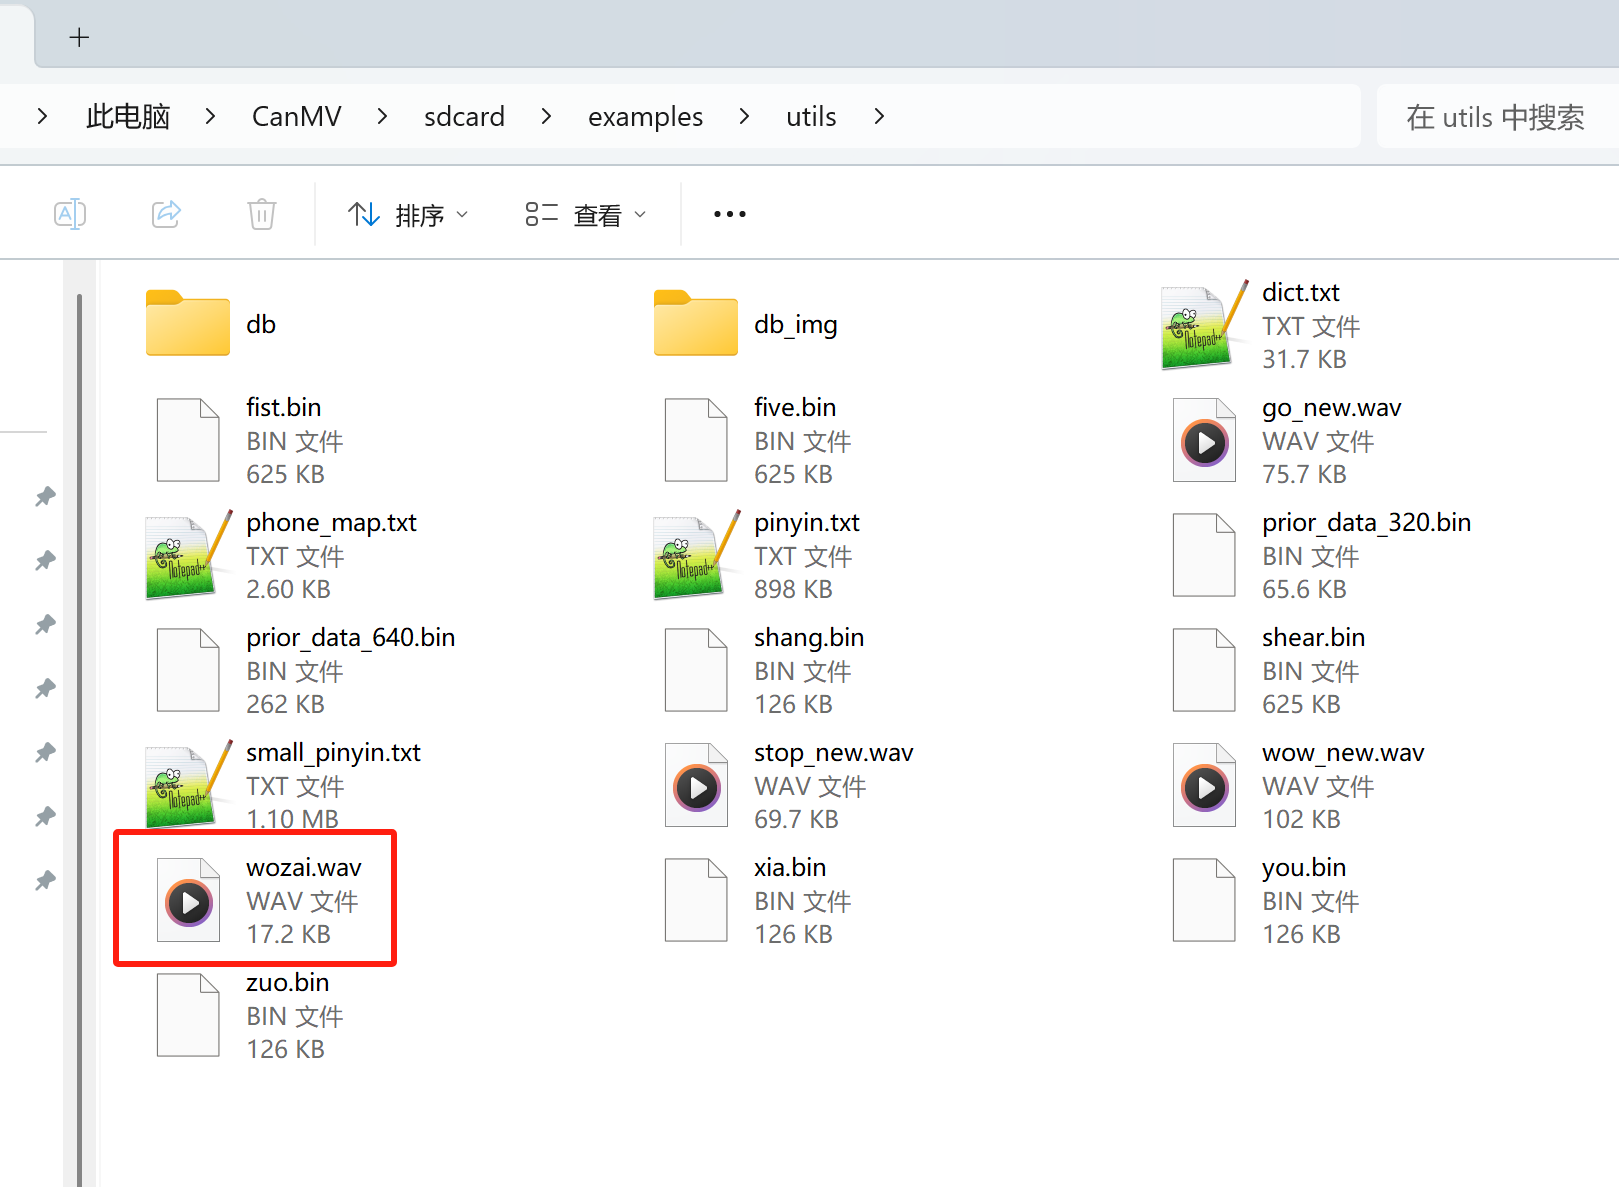 此电脑 CanMV sdcard examples utils 在 utils 中搜索
排序 查看
db
db_img
dict.txt
TXT 文件
31.7 KB
fist.bin
BIN 文件
625 KB
five.bin
BIN 文件
625 KB
go_new.wav
WAV 文件
75.7 KB
phone_map.txt
TXT 文件
2.60 KB
pinyin.txt
TXT 文件
898 KB
prior_data_320.bin
BIN 文件
65.6 KB
prior_data_640.bin
BIN 文件
262 KB
shang.bin
BIN 文件
126 KB
shear.bin
BIN 文件
625 KB
small_pinyin.txt
TXT 文件
1.10 MB
stop_new.wav
WAV 文件
69.7 KB
wow_new.wav
WAV 文件
102 KB
wozai.wav
WAV 文件
17.2 KB
xia.bin
BIN 文件
126 KB
you.bin
BIN 文件
126 KB
zuo.bin
BIN 文件
126 KB